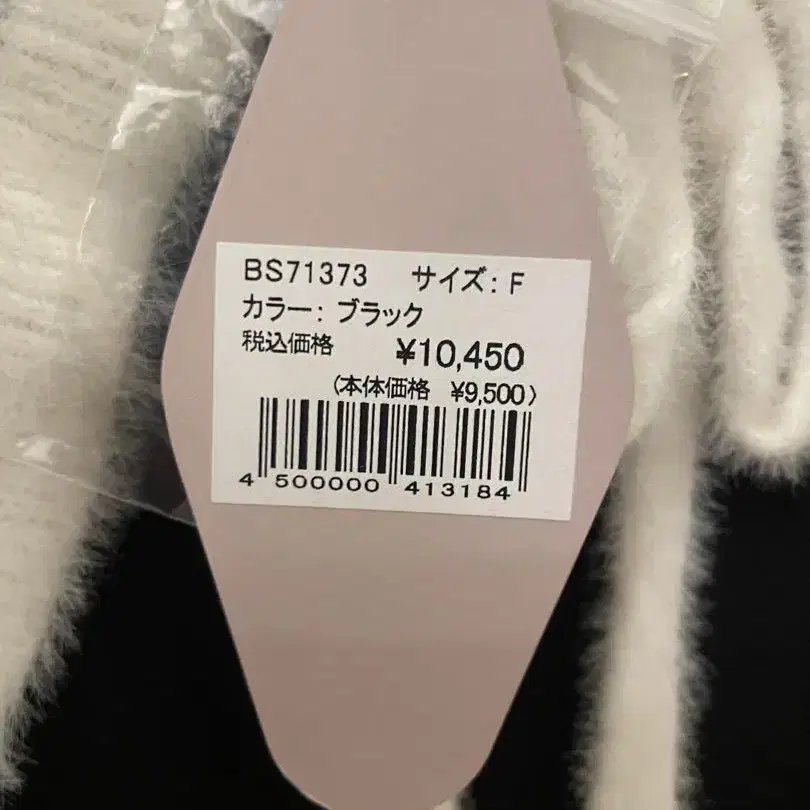 BS71373 サイズ: F
カラー: ブラック
税込価格 ¥10,450
(本体価格 ¥9,500)
4 500000 413184